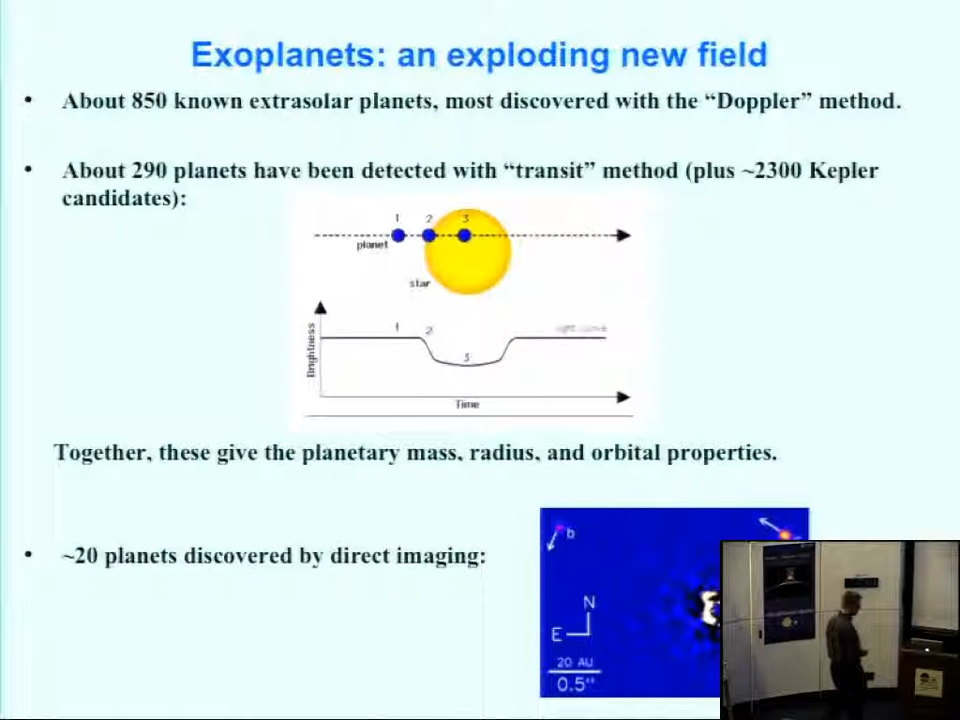 Exoplanets: an exploding new field
• About 850 known extrasolar planets, most discovered with the “Doppler” method.
• About 290 planets have been detected with “transit” method (plus ~2300 Kepler
candidates):
1 2 3
planet
star
1 2 light curve
Brightness
3
Time
Together, these give the planetary mass, radius, and orbital properties.
• ~20 planets discovered by direct imaging:
b
N
E
20 AU
0.5"